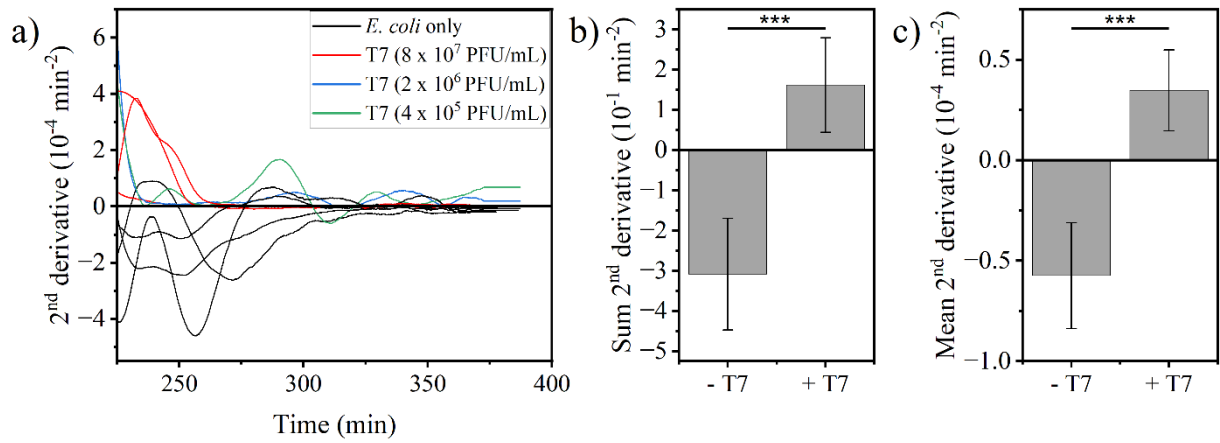 a)
2nd derivative (10-4 min-2)
6
4
2
0
−2
−4
E. coli only
T7 (8 x 10⁷ PFU/mL)
T7 (2 x 10⁶ PFU/mL)
T7 (4 x 10⁵ PFU/mL)
250 300 350 400
Time (min)
b)
Sum 2nd derivative (10-1 min-2)
***
3
2
1
0
−1
−2
−3
−4
−5
- T7 + T7
c)
Mean 2nd derivative (10-4 min-2)
***
0.5
0.0
−0.5
−1.0
- T7 + T7